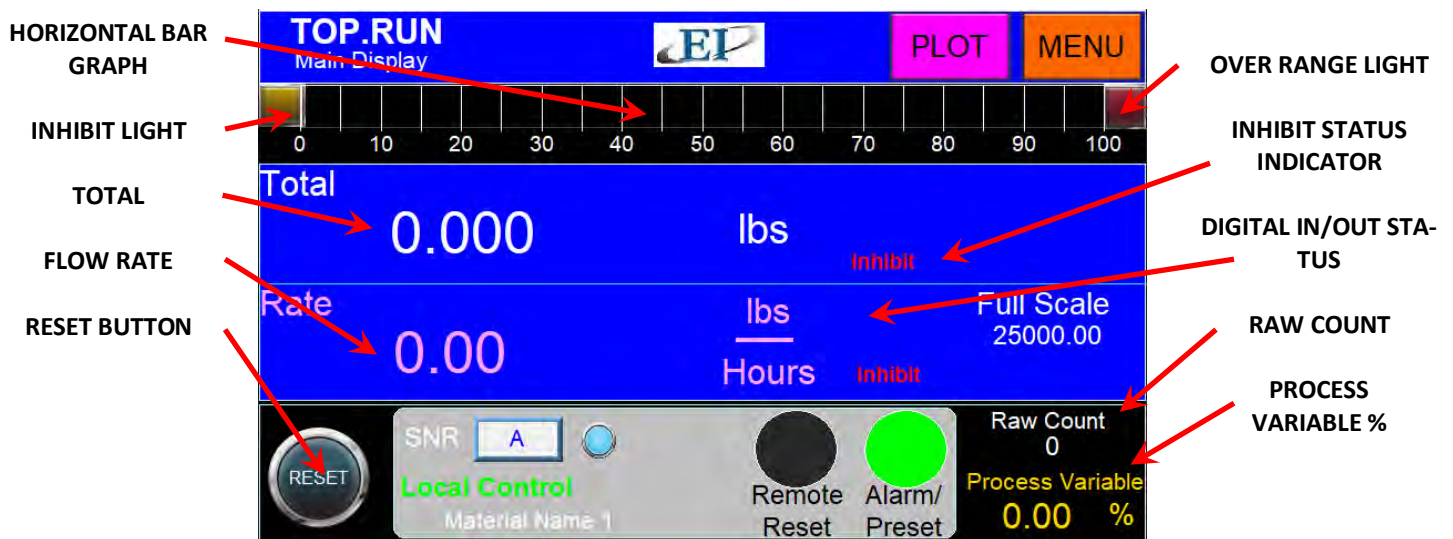 HORIZONTAL BAR
GRAPH
INHIBIT LIGHT
TOTAL
FLOW RATE
RESET BUTTON
TOP.RUN
Main Display
EIP
PLOT
MENU
0 10 20 30 40 50 60 70 80 90 100
Total
0.000 lbs
Inhibit
Rate
0.00
lbs
Hours
Inhibit
Full Scale
25000.00
RESET
SNR A
Local Control
Material Name 1
Remote
Reset
Alarm/
Preset
Raw Count
0
Process Variable
0.00 %
OVER RANGE LIGHT
INHIBIT STATUS
INDICATOR
DIGITAL IN/OUT STA-
TUS
RAW COUNT
PROCESS
VARIABLE %